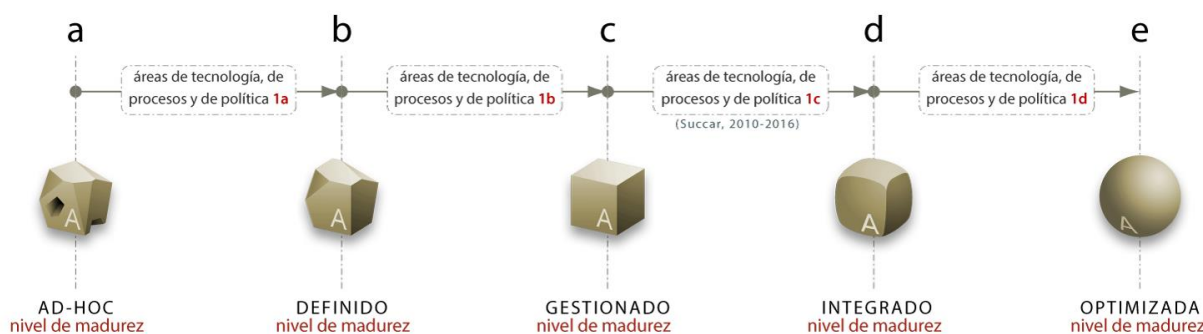 a
b
c
d
e
áreas de tecnología, de
procesos y de política 1a
áreas de tecnología, de
procesos y de política 1b
áreas de tecnología, de
procesos y de política 1c
(Succar, 2010-2016)
áreas de tecnología, de
procesos y de política 1d
A
A
A
A
A
AD-HOC
nivel de madurez
DEFINIDO
nivel de madurez
GESTIONADO
nivel de madurez
INTEGRADO
nivel de madurez
OPTIMIZADA
nivel de madurez